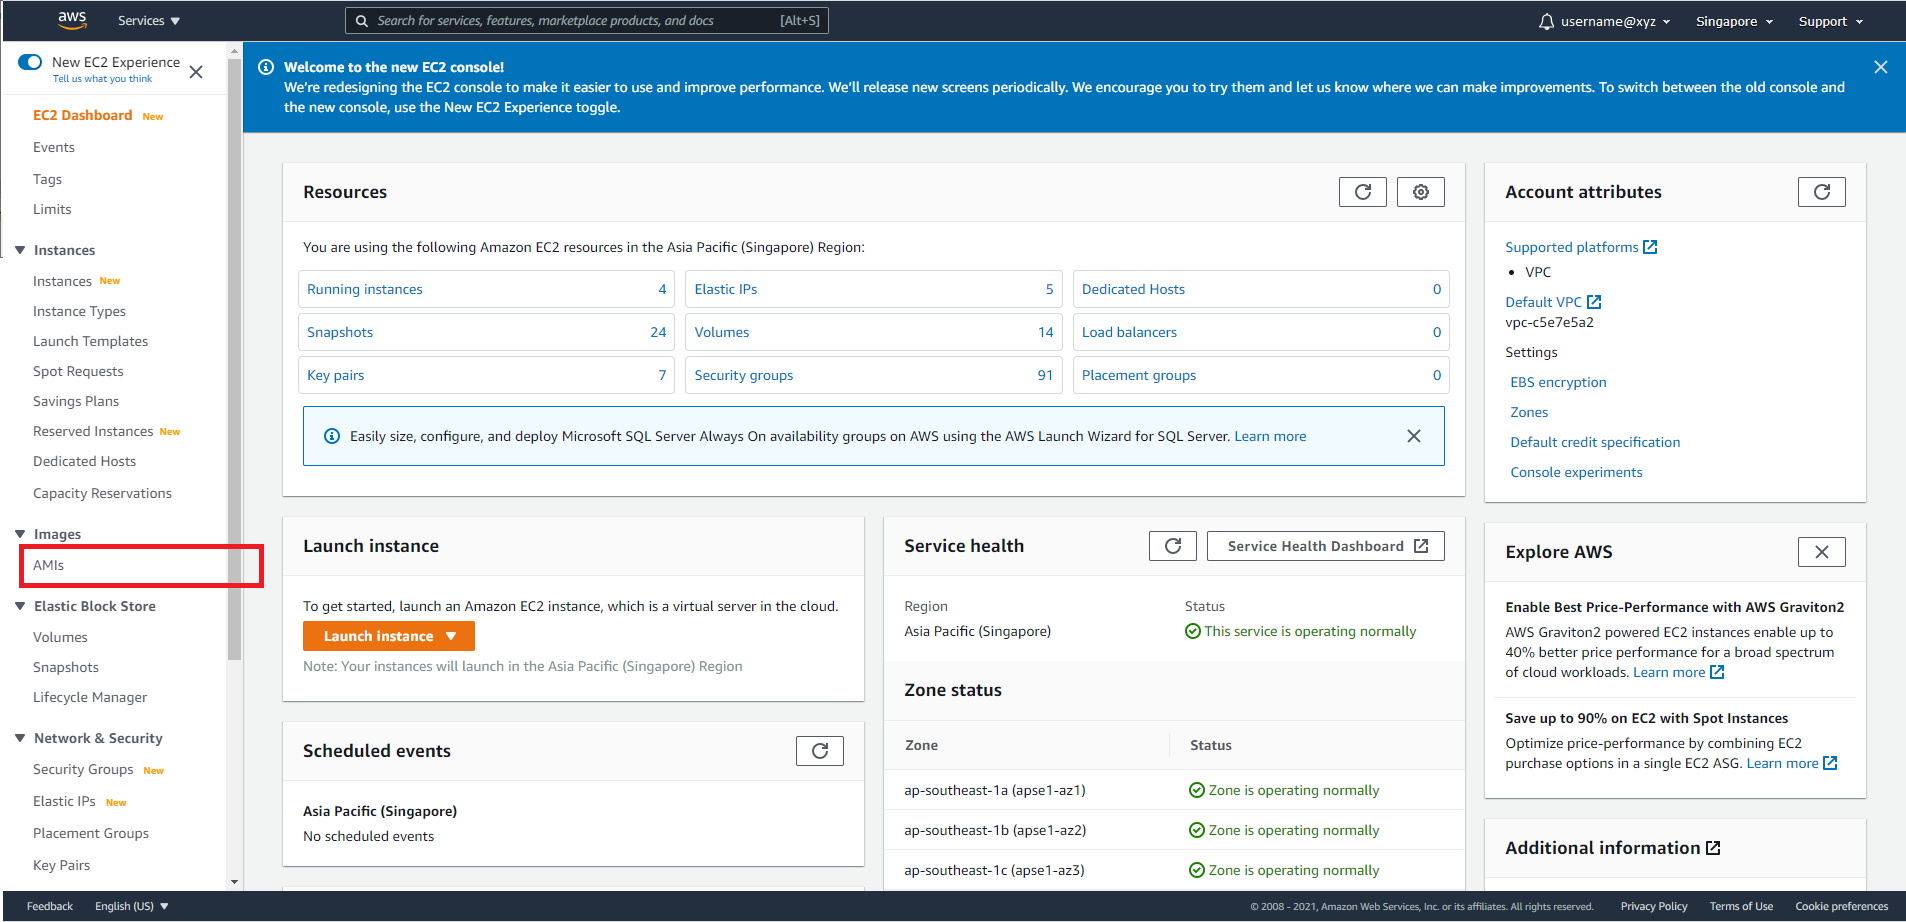 aws
Services
Search for services, features, marketplace products, and docs
[Alt+S]
username@xyz
Singapore
Support
New EC2 Experience
Tell us what you think
EC2 Dashboard New
Events
Tags
Limits
Instances
Instances New
Instance Types
Launch Templates
Spot Requests
Savings Plans
Reserved Instances New
Dedicated Hosts
Capacity Reservations
Images
AMIs
Elastic Block Store
Volumes
Snapshots
Lifecycle Manager
Network & Security
Security Groups New
Elastic IPs New
Placement Groups
Key Pairs
Welcome to the new EC2 console!
We're redesigning the EC2 console to make it easier to use and improve performance. We'll release new screens periodically. We encourage you to try them and let us know where we can make improvements. To switch between the old console and
the new console, use the New EC2 Experience toggle.
Resources
You are using the following Amazon EC2 resources in the Asia Pacific (Singapore) Region:
Running instances 4
Elastic IPs 5
Dedicated Hosts 0
Snapshots 24
Volumes 14
Load balancers 0
Key pairs 7
Security groups 91
Placement groups 0
Easily size, configure, and deploy Microsoft SQL Server Always On availability groups on AWS using the AWS Launch Wizard for SQL Server. Learn more
Launch instance
To get started, launch an Amazon EC2 instance, which is a virtual server in the cloud.
Launch instance
Note: Your instances will launch in the Asia Pacific (Singapore) Region
Scheduled events
Asia Pacific (Singapore)
No scheduled events
Service health
Service Health Dashboard
Region
Status
Asia Pacific (Singapore)
This service is operating normally
Zone status
Zone
Status
ap-southeast-1a (apse1-az1)
Zone is operating normally
ap-southeast-1b (apse1-az2)
Zone is operating normally
ap-southeast-1c (apse1-az3)
Zone is operating normally
Account attributes
Supported platforms
• VPC
Default VPC
vpc-c5e7e5a2
Settings
EBS encryption
Zones
Default credit specification
Console experiments
Explore AWS
Enable Best Price-Performance with AWS Graviton2
AWS Graviton2 powered EC2 instances enable up to
40% better price performance for a broad spectrum
of cloud workloads. Learn more
Save up to 90% on EC2 with Spot Instances
Optimize price-performance by combining EC2
purchase options in a single EC2 ASG. Learn more
Additional information
Feedback
English (US)
© 2008 - 2021, Amazon Web Services, Inc. or its affiliates. All rights reserved.
Privacy Policy
Terms of Use
Cookie preferences